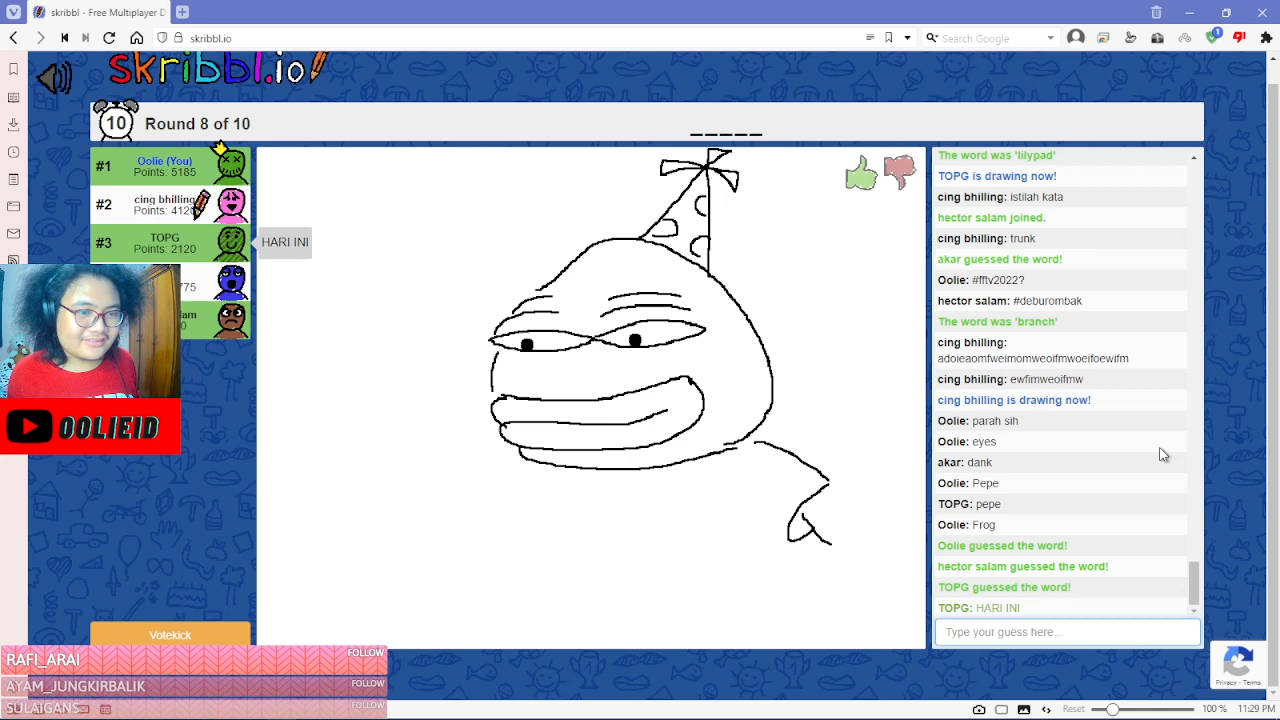 skribbl - Free Multiplayer D
skribbl.io
Search Google
1
skribbl.io
10
Round 8 of 10
_ _ _ _ _
#1
Oolie (You)
Points: 5185
#2
cing bhilling
Points: 4120
#3
TOPG
Points: 2120
HARI INI
775
lam
0
OOLIEID
Votekick
RAFI_ARAI
FOLLOW
AYAM_JUNGKIRBALIK
FOLLOW
SULAIGANS
FOLLOW
The word was 'lilypad'
TOPG is drawing now!
cing bhilling: istilah kata
hector salam joined.
cing bhilling: trunk
akar guessed the word!
Oolie: #fftv2022?
hector salam: #deburombak
The word was 'branch'
cing bhilling:
adoieaomfweimomweoifmwoeifoewifm
cing bhilling: ewfimweoifmw
cing bhilling is drawing now!
Oolie: parah sih
Oolie: eyes
akar: dank
Oolie: Pepe
TOPG: pepe
Oolie: Frog
Oolie guessed the word!
hector salam guessed the word!
TOPG guessed the word!
TOPG: HARI INI
Type your guess here...
Privacy - Terms
Reset
100 %
11:29 PM